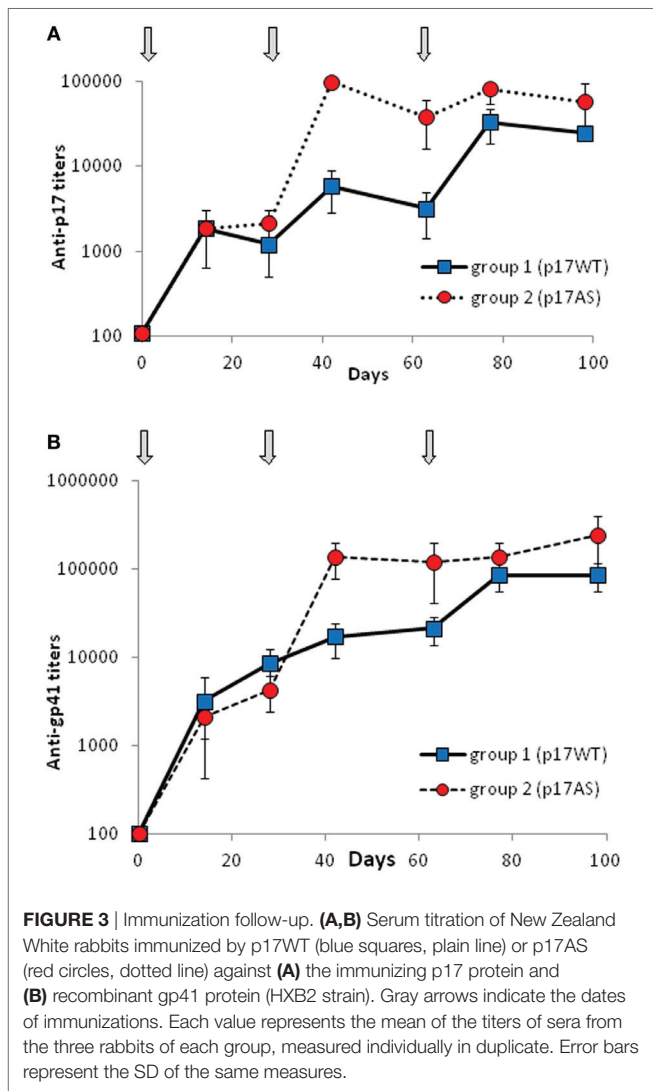 A
100000
10000
1000
100
Anti-p17 titers
group 1 (p17WT)
group 2 (p17AS)
0 20 40 60 80 100
Days
B
1000000
100000
10000
1000
100
Anti-gp41 titers
group 1 (p17WT)
group 2 (p17AS)
0 20 40 60 80 100
Days
FIGURE 3 | Immunization follow-up. (A,B) Serum titration of New Zealand
White rabbits immunized by p17WT (blue squares, plain line) or p17AS
(red circles, dotted line) against (A) the immunizing p17 protein and
(B) recombinant gp41 protein (HXB2 strain). Gray arrows indicate the dates
of immunizations. Each value represents the mean of the titers of sera from
the three rabbits of each group, measured individually in duplicate. Error bars
represent the SD of the same measures.